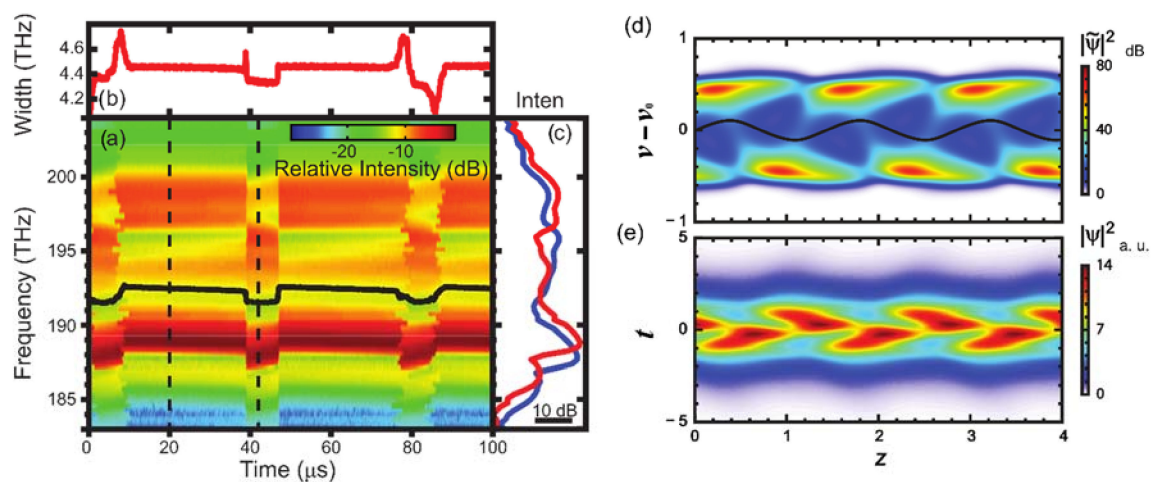 Width (THz)
4.6
4.4
4.2
(b)
Inten
(a)
(c)
-20
-10
Relative Intensity (dB)
Frequency (THz)
200
195
190
185
10 dB
0
20
40
60
80
100
Time (μs)
(d)
|ψ̃|² dB
ν − ν₀
1
0
−1
80
40
0
(e)
|ψ|² a. u.
t
5
0
−5
14
7
0
0
1
2
3
4
z